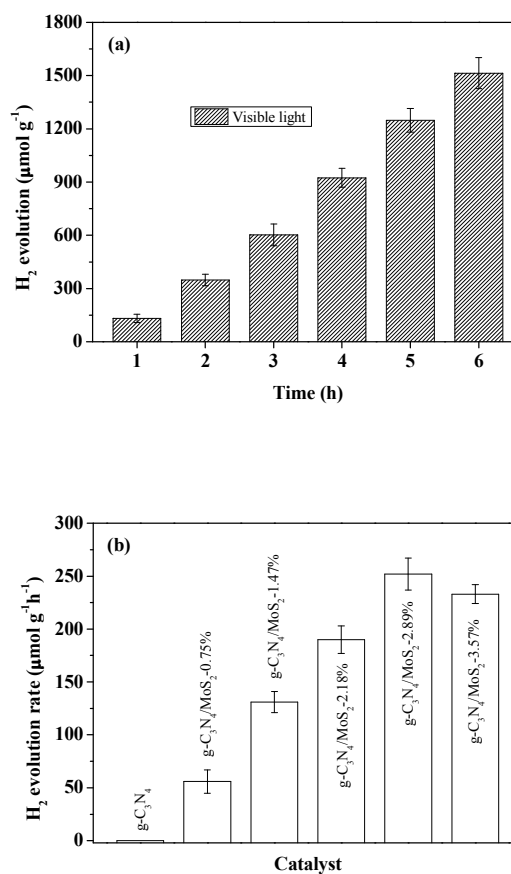 (a)
1800
1500
1200
900
600
300
0
H₂ evolution (μmol g⁻¹)
Visible light
1 2 3 4 5 6
Time (h)
(b)
300
250
200
150
100
50
0
H₂ evolution rate (μmol g⁻¹h⁻¹)
g-C₃N₄
g-C₃N₄/MoS₂-0.75%
g-C₃N₄/MoS₂-1.47%
g-C₃N₄/MoS₂-2.18%
g-C₃N₄/MoS₂-2.89%
g-C₃N₄/MoS₂-3.57%
Catalyst